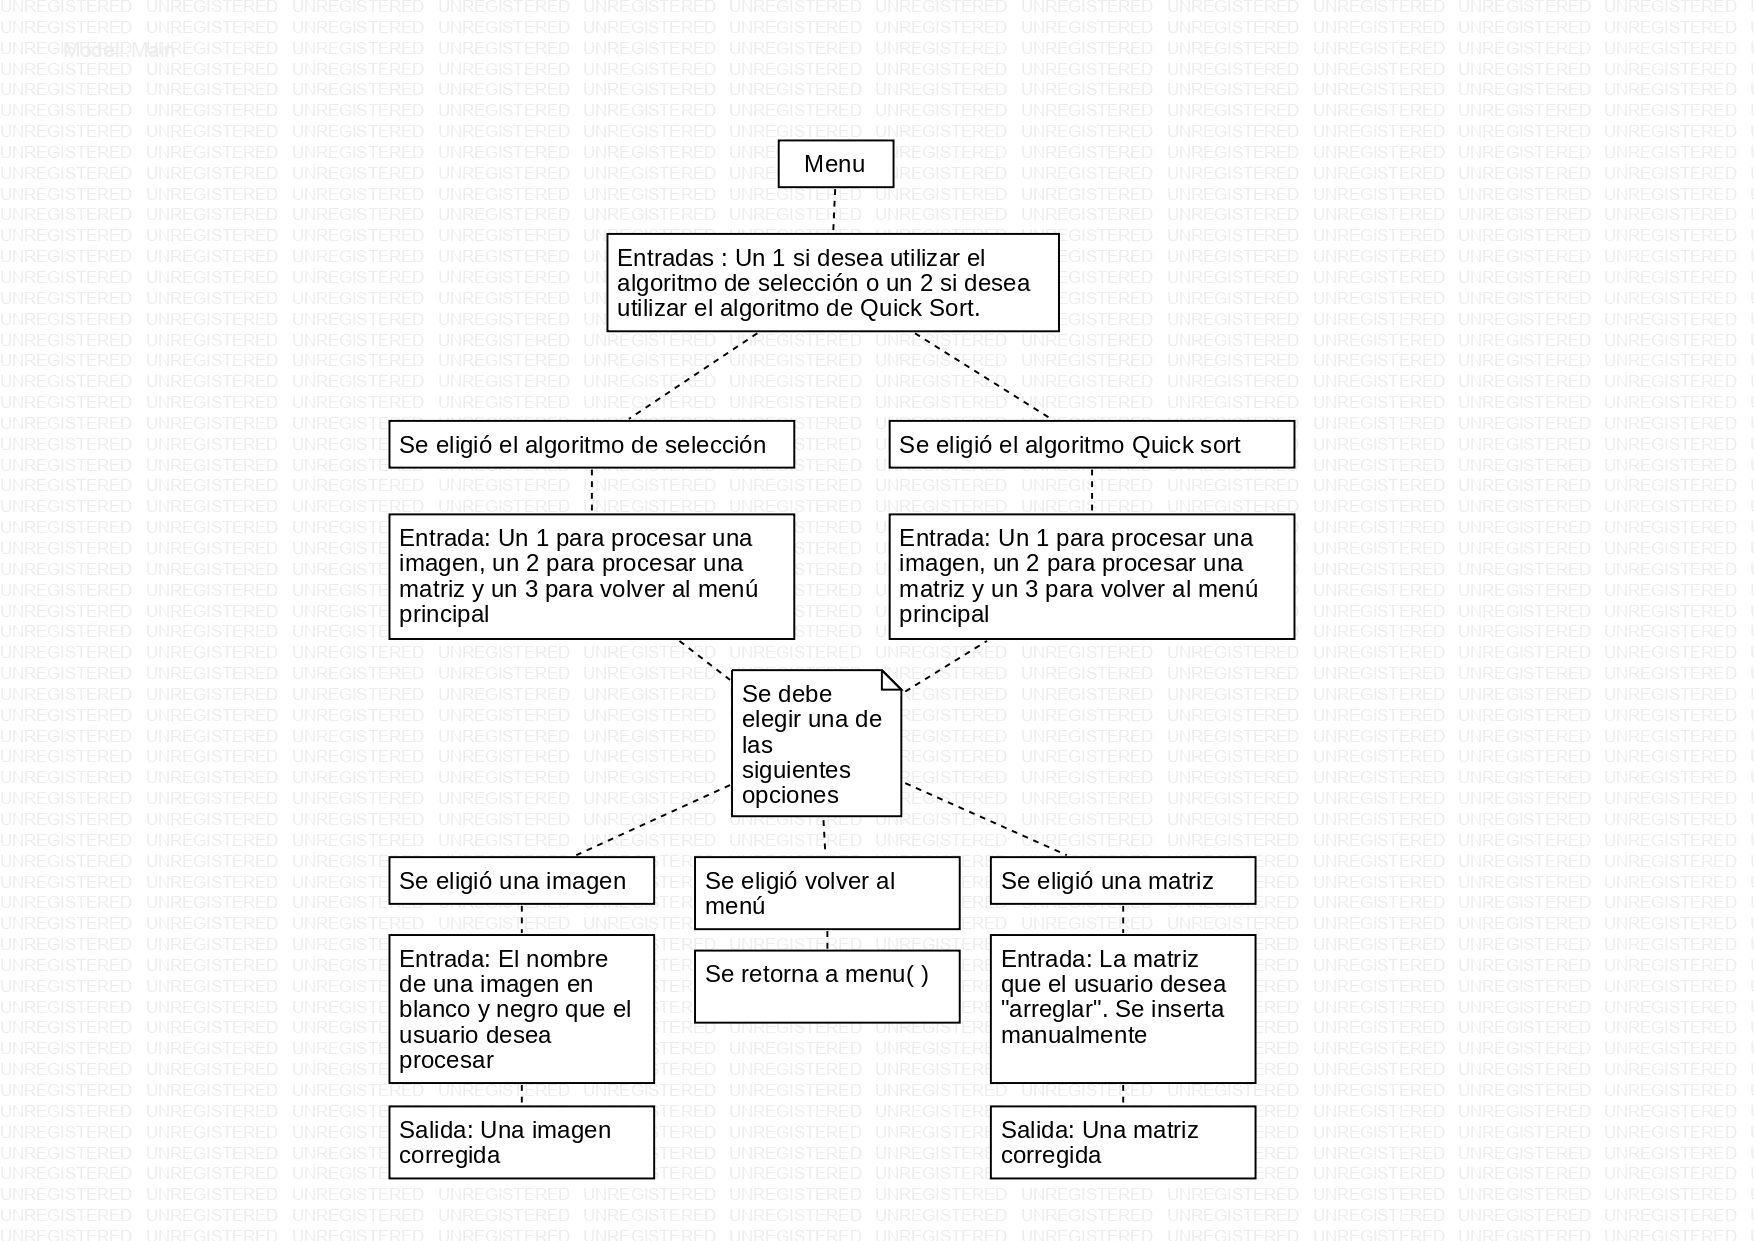 Model::Main
Menu
Entradas : Un 1 si desea utilizar el
algoritmo de selección o un 2 si desea
utilizar el algoritmo de Quick Sort.
Se eligió el algoritmo de selección
Se eligió el algoritmo Quick sort
Entrada: Un 1 para procesar una
imagen, un 2 para procesar una
matriz y un 3 para volver al menú
principal
Entrada: Un 1 para procesar una
imagen, un 2 para procesar una
matriz y un 3 para volver al menú
principal
Se debe
elegir una de
las
siguientes
opciones
Se eligió una imagen
Se eligió volver al
menú
Se eligió una matriz
Entrada: El nombre
de una imagen en
blanco y negro que el
usuario desea
procesar
Se retorna a menu( )
Entrada: La matriz
que el usuario desea
"arreglar". Se inserta
manualmente
Salida: Una imagen
corregida
Salida: Una matriz
corregida
UNREGISTERED